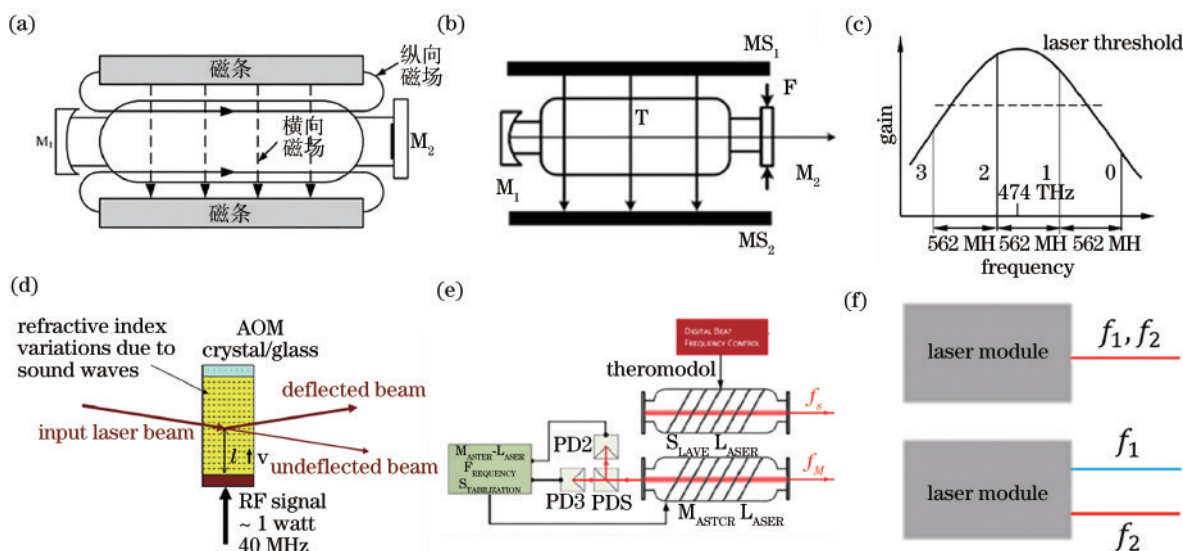 (a)
磁条
纵向
磁场
M1
横向
磁场
M2
磁条
(b)
MS1
T
F
M1
M2
MS2
(c)
laser threshold
gain
3
2
1
0
474 THz
562 MH
562 MH
562 MH
frequency
(d)
refractive index
variations due to
sound waves
AOM
crystal/glass
deflected beam
input laser beam
l
v
undeflected beam
RF signal
~ 1 watt
40 MHz
(e)
DIGITAL BEAT
FREQUENCY CONTROL
theromodol
fs
SLAVE LASER
PD2
MASTER-LASER
FREQUENCY
STABILIZATION
fM
PD3
PDS
MASTCR LASER
(f)
laser module
f1, f2
laser module
f1
f2